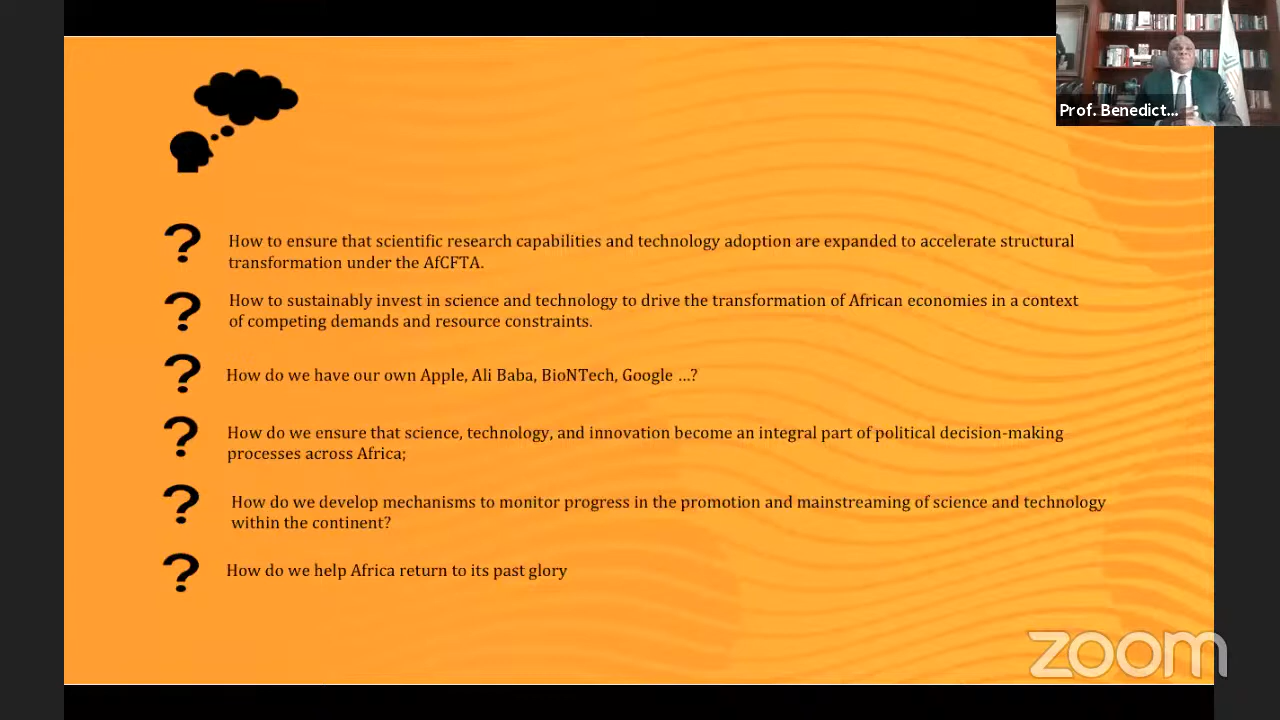 Prof. Benedict...
?
How to ensure that scientific research capabilities and technology adoption are expanded to accelerate structural
transformation under the AfCFTA.
?
How to sustainably invest in science and technology to drive the transformation of African economies in a context
of competing demands and resource constraints.
?
How do we have our own Apple, Ali Baba, BioNTech, Google ...?
?
How do we ensure that science, technology, and innovation become an integral part of political decision-making
processes across Africa;
?
How do we develop mechanisms to monitor progress in the promotion and mainstreaming of science and technology
within the continent?
?
How do we help Africa return to its past glory
zoom